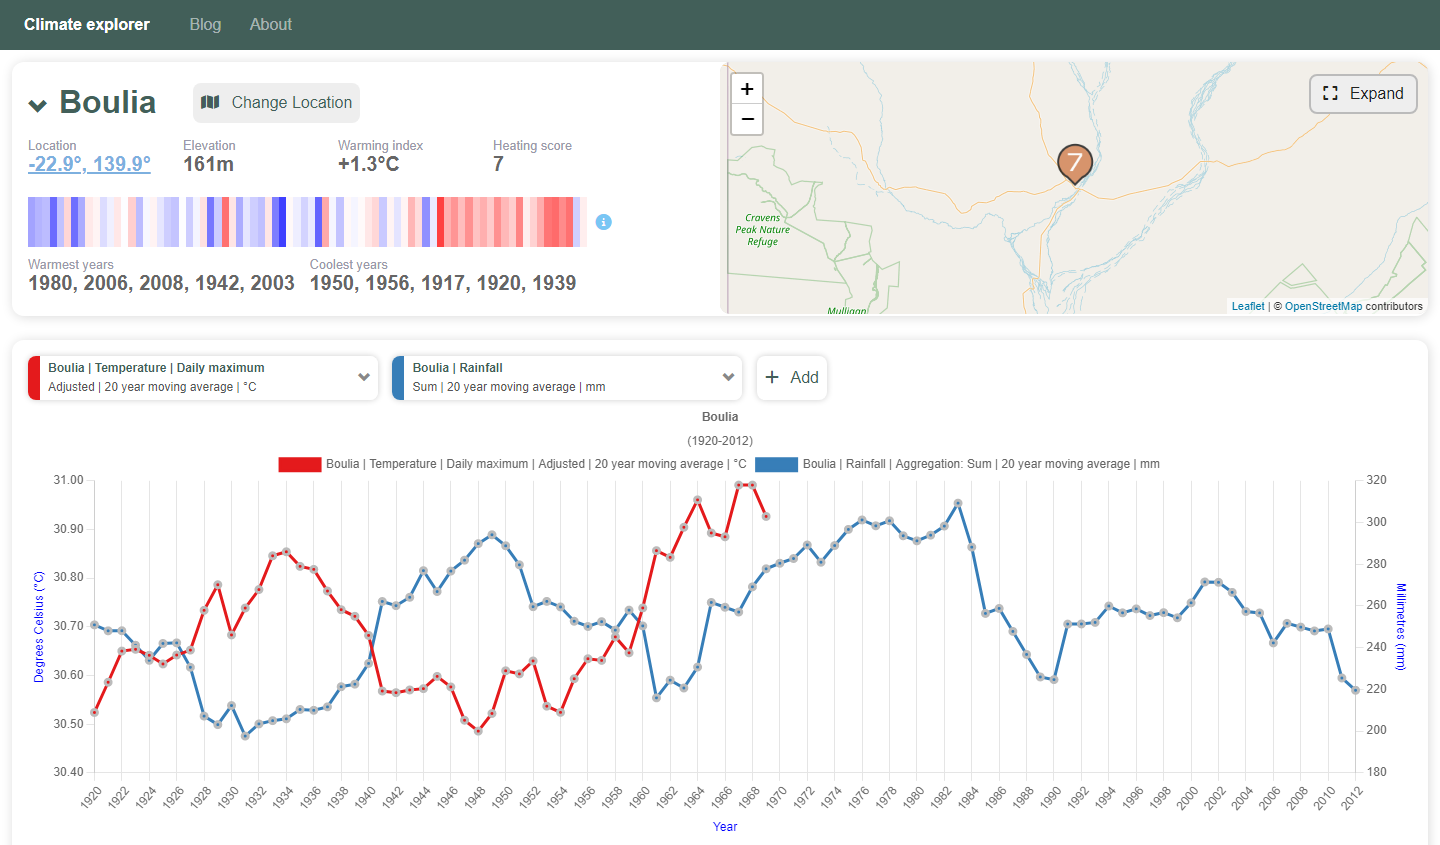 Climate explorer Blog About
Boulia
Change Location
Location Elevation Warming index Heating score
-22.9°, 139.9° 161m +1.3°C 7
Warmest years Coolest years
1980, 2006, 2008, 1942, 2003 1950, 1956, 1917, 1920, 1939
+
−
Expand
7
Cravens
Peak Nature
Refuge
Mulligan
Leaflet | © OpenStreetMap contributors
Boulia | Temperature | Daily maximum
Adjusted | 20 year moving average | °C
Boulia | Rainfall
Sum | 20 year moving average | mm
+ Add
Boulia
(1920-2012)
Boulia | Temperature | Daily maximum | Adjusted | 20 year moving average | °C
Boulia | Rainfall | Aggregation: Sum | 20 year moving average | mm
Degrees Celsius (°C)
31.00
30.90
30.80
30.70
30.60
30.50
30.40
320
300
280
260
240
220
200
180
Millimetres (mm)
1920 1922 1924 1926 1928 1930 1932 1934 1936 1938 1940 1942 1944 1946 1948 1950 1952 1954 1956 1958 1960 1962 1964 1966 1968 1970 1972 1974 1976 1978 1980 1982 1984 1986 1988 1990 1992 1994 1996 1998 2000 2002 2004 2006 2008 2010 2012
Year